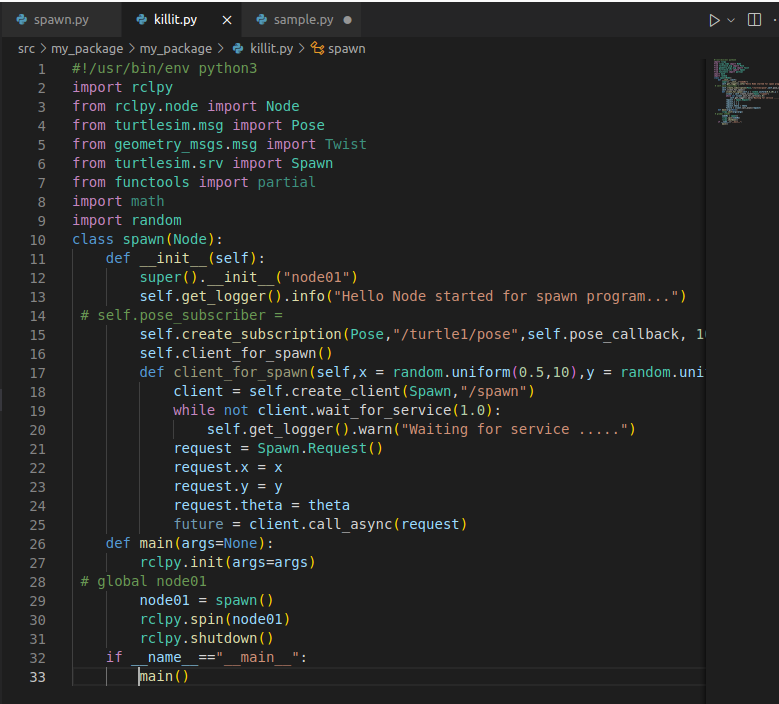 spawn.py killit.py × sample.py ●
src > my_package > my_package > killit.py > spawn
1 #!/usr/bin/env python3
2 import rclpy
3 from rclpy.node import Node
4 from turtlesim.msg import Pose
5 from geometry_msgs.msg import Twist
6 from turtlesim.srv import Spawn
7 from functools import partial
8 import math
9 import random
10 class spawn(Node):
11     def __init__(self):
12         super().__init__("node01")
13         self.get_logger().info("Hello Node started for spawn program...")
14  # self.pose_subscriber =
15         self.create_subscription(Pose,"/turtle1/pose",self.pose_callback, 1
16         self.client_for_spawn()
17         def client_for_spawn(self,x = random.uniform(0.5,10),y = random.uni
18             client = self.create_client(Spawn,"/spawn")
19             while not client.wait_for_service(1.0):
20                 self.get_logger().warn("Waiting for service .....")
21             request = Spawn.Request()
22             request.x = x
23             request.y = y
24             request.theta = theta
25             future = client.call_async(request)
26     def main(args=None):
27         rclpy.init(args=args)
28  # global node01
29         node01 = spawn()
30         rclpy.spin(node01)
31         rclpy.shutdown()
32     if __name__=="__main__":
33         main()